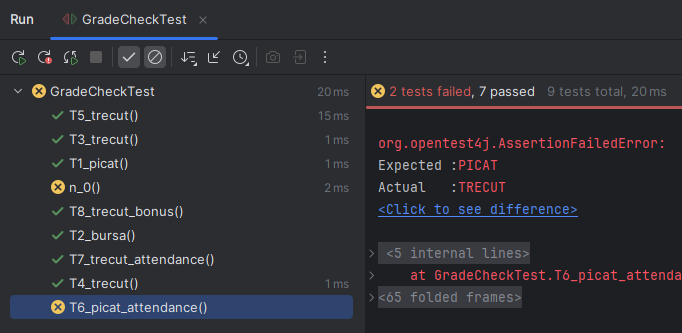 Run GradeCheckTest
GradeCheckTest 20 ms
T5_trecut() 15 ms
T3_trecut() 1 ms
T1_picat() 1 ms
n_0() 2 ms
T8_trecut_bonus()
T2_bursa()
T7_trecut_attendance()
T4_trecut() 1 ms
T6_picat_attendance()
2 tests failed, 7 passed 9 tests total, 20 ms
org.opentest4j.AssertionFailedError:
Expected :PICAT
Actual :TRECUT
<Click to see difference>
<5 internal lines>
at GradeCheckTest.T6_picat_attenda
<65 folded frames>